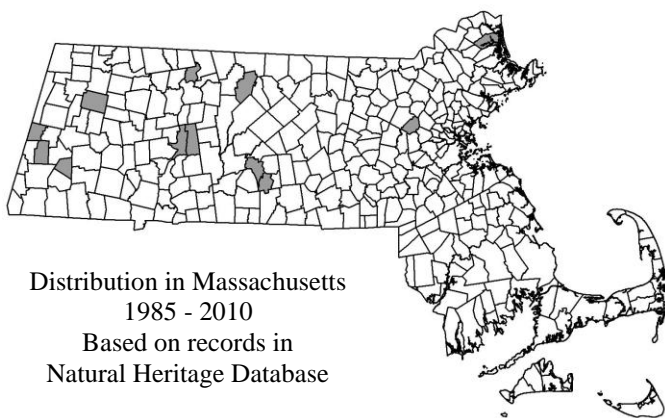 Distribution in Massachusetts
1985 - 2010
Based on records in
Natural Heritage Database